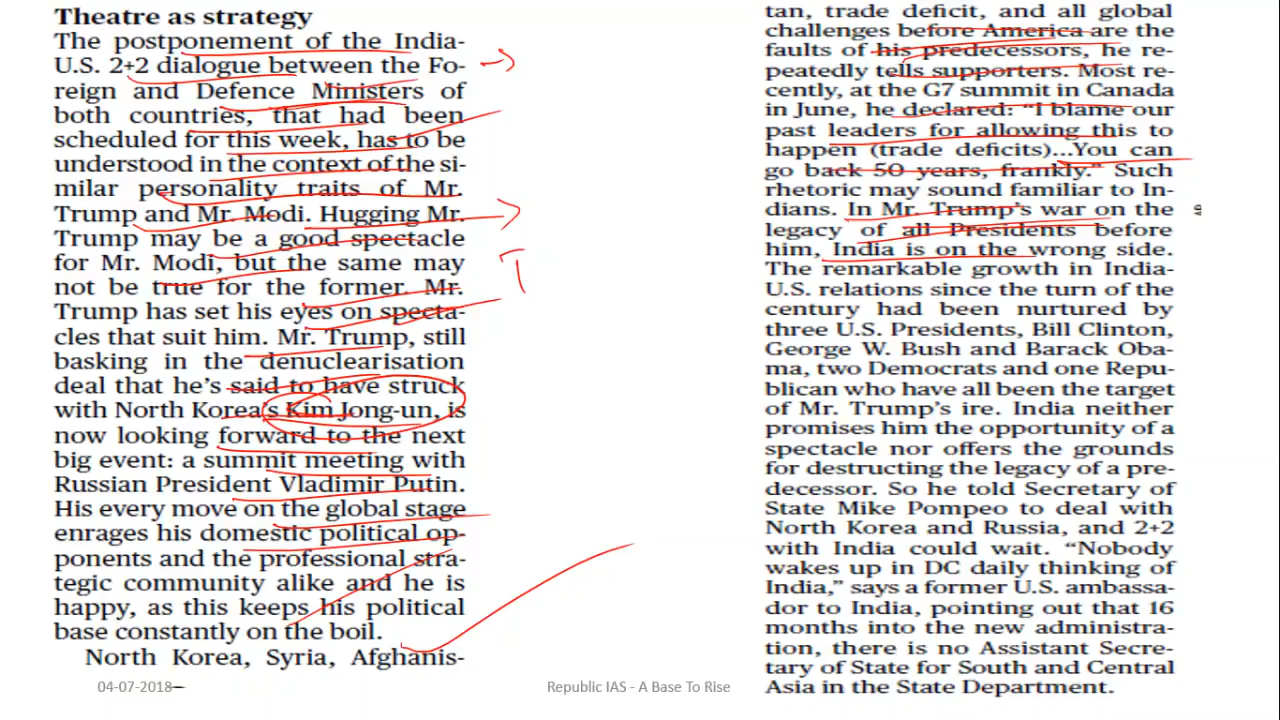 Theatre as strategy
The postponement of the India-
U.S. 2+2 dialogue between the Fo-
reign and Defence Ministers of
both countries, that had been
scheduled for this week, has to be
understood in the context of the si-
milar personality traits of Mr.
Trump and Mr. Modi. Hugging Mr.
Trump may be a good spectacle
for Mr. Modi, but the same may
not be true for the former. Mr.
Trump has set his eyes on specta-
cles that suit him. Mr. Trump, still
basking in the denuclearisation
deal that he's said to have struck
with North Korea's Kim Jong-un, is
now looking forward to the next
big event: a summit meeting with
Russian President Vladimir Putin.
His every move on the global stage
enrages his domestic political op-
ponents and the professional stra-
tegic community alike and he is
happy, as this keeps his political
base constantly on the boil.
North Korea, Syria, Afghanis-
tan, trade deficit, and all global
challenges before America are the
faults of his predecessors, he re-
peatedly tells supporters. Most re-
cently, at the G7 summit in Canada
in June, he declared: "I blame our
past leaders for allowing this to
happen (trade deficits)...You can
go back 50 years, frankly." Such
rhetoric may sound familiar to In-
dians. In Mr. Trump's war on the
legacy of all Presidents before
him, India is on the wrong side.
The remarkable growth in India-
U.S. relations since the turn of the
century had been nurtured by
three U.S. Presidents, Bill Clinton,
George W. Bush and Barack Oba-
ma, two Democrats and one Repu-
blican who have all been the target
of Mr. Trump's ire. India neither
promises him the opportunity of a
spectacle nor offers the grounds
for destructing the legacy of a pre-
decessor. So he told Secretary of
State Mike Pompeo to deal with
North Korea and Russia, and 2+2
with India could wait. "Nobody
wakes up in DC daily thinking of
India," says a former U.S. ambassa-
dor to India, pointing out that 16
months into the new administra-
tion, there is no Assistant Secre-
tary of State for South and Central
Asia in the State Department.
04-07-2018
Republic IAS - A Base To Rise